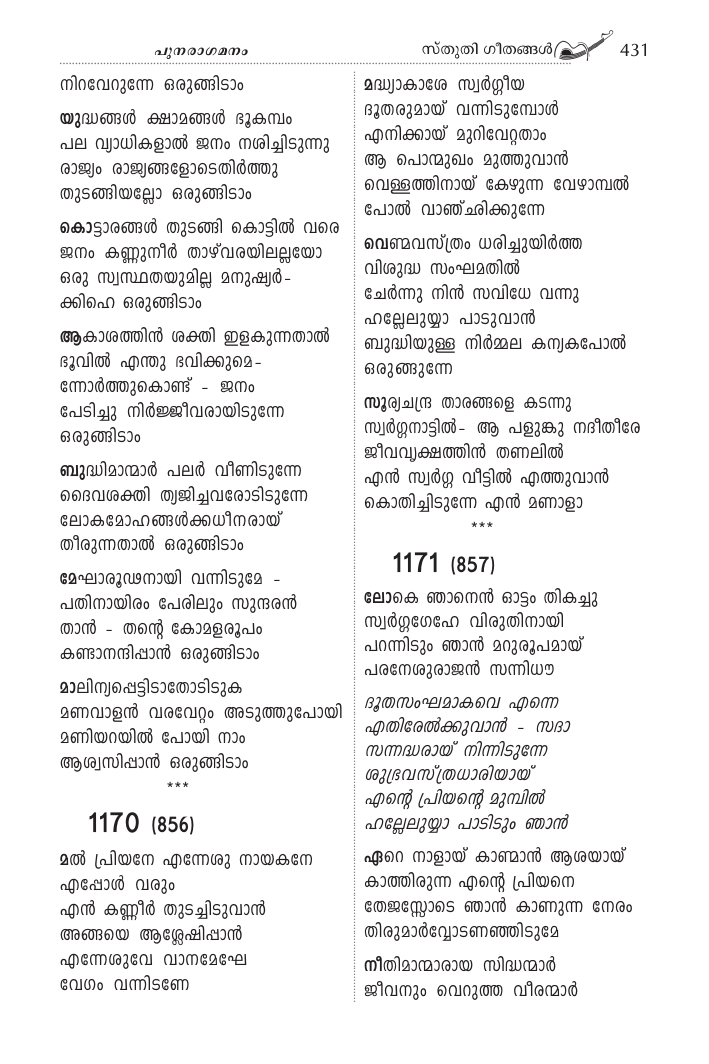 പുനരാഗമനം
സ്തുതി ഗീതങ്ങൾ 431
നിറവേറുന്നേ ഒരുങ്ങിടാം
യുദ്ധങ്ങൾ ക്ഷാമങ്ങൾ ഭൂകമ്പം
പല വ്യാധികളാൽ ജനം നശിച്ചിടുന്നു
രാജ്യം രാജ്യങ്ങളോടെതിർത്തു
തുടങ്ങിയല്ലോ ഒരുങ്ങിടാം
കൊട്ടാരങ്ങൾ തുടങ്ങി കൊട്ടിൽ വരെ
ജനം കണ്ണുനീർ താഴ്‌വരയിലല്ലയോ
ഒരു സ്വസ്ഥതയുമില്ല മനുഷ്യർ-
ക്കിഹെ ഒരുങ്ങിടാം
ആകാശത്തിൻ ശക്തി ഇളകുന്നതാൽ
ഭൂവിൽ എന്തു ഭവിക്കുമെ-
ന്നോർത്തുകൊണ്ട് - ജനം
പേടിച്ചു നിർജ്ജീവരായിടുന്നേ
ഒരുങ്ങിടാം
ബുദ്ധിമാന്മാർ പലർ വീണിടുന്നേ
ദൈവശക്തി ത്യജിച്ചവരോടിടുന്നേ
ലോകമോഹങ്ങൾക്കധീനരായ്
തീരുന്നതാൽ ഒരുങ്ങിടാം
മേഘാരൂഢനായി വന്നിടുമേ -
പതിനായിരം പേരിലും സുന്ദരൻ
താൻ - തന്റെ കോമളരൂപം
കണ്ടാനന്ദിപ്പാൻ ഒരുങ്ങിടാം
മാലിന്യപ്പെട്ടിടാതോടിടുക
മണവാളൻ വരവേറ്റം അടുത്തുപോയി
മണിയറയിൽ പോയി നാം
ആശ്വസിപ്പാൻ ഒരുങ്ങിടാം
***
1170 (856)
മൽ പ്രിയനേ എന്നേശു നായകനേ
എപ്പോൾ വരും
എൻ കണ്ണീർ തുടച്ചിടുവാൻ
അങ്ങയെ ആശ്ലേഷിപ്പാൻ
എന്നേശുവേ വാനമേഘേ
വേഗം വന്നിടണേ
മദ്ധ്യാകാശേ സ്വർഗ്ഗീയ
ദൂതരുമായ് വന്നിടുമ്പോൾ
എനിക്കായ് മുറിവേറ്റതാം
ആ പൊന്മുഖം മുത്തുവാൻ
വെള്ളത്തിനായ് കേഴുന്ന വേഴാമ്പൽ
പോൽ വാഞ്ഛിക്കുന്നേ
വെണ്മവസ്ത്രം ധരിച്ചുയിർത്ത
വിശുദ്ധ സംഘമതിൽ
ചേർന്നു നിൻ സവിധേ വന്നു
ഹല്ലേലുയ്യാ പാടുവാൻ
ബുദ്ധിയുള്ള നിർമ്മല കന്യകപോൽ
ഒരുങ്ങുന്നേ
സൂര്യചന്ദ്ര താരങ്ങളെ കടന്നു
സ്വർഗ്ഗനാട്ടിൽ- ആ പളുങ്കു നദീതീരേ
ജീവവൃക്ഷത്തിൻ തണലിൽ
എൻ സ്വർഗ്ഗ വീട്ടിൽ എത്തുവാൻ
കൊതിച്ചിടുന്നേ എൻ മണാളാ
***
1171 (857)
ലോകെ ഞാനെൻ ഓട്ടം തികച്ചു
സ്വർഗ്ഗഗേഹേ വിരുതിനായി
പറന്നിടും ഞാൻ മറുരൂപമായ്
പരനേശുരാജൻ സന്നിധൗ
ദൂതസംഘമാകവെ എന്നെ
എതിരേൽക്കുവാൻ - സദാ
സന്നദ്ധരായ് നിന്നിടുന്നേ
ശുഭ്രവസ്ത്രധാരിയായ്
എന്റെ പ്രിയന്റെ മുമ്പിൽ
ഹല്ലേലുയ്യാ പാടിടും ഞാൻ
ഏറെ നാളായ് കാണ്മാൻ ആശയായ്
കാത്തിരുന്ന എന്റെ പ്രിയനെ
തേജസ്സോടെ ഞാൻ കാണുന്ന നേരം
തിരുമാർവ്വോടണഞ്ഞിടുമേ
നീതിമാന്മാരായ സിദ്ധന്മാർ
ജീവനും വെറുത്ത വീരന്മാർ